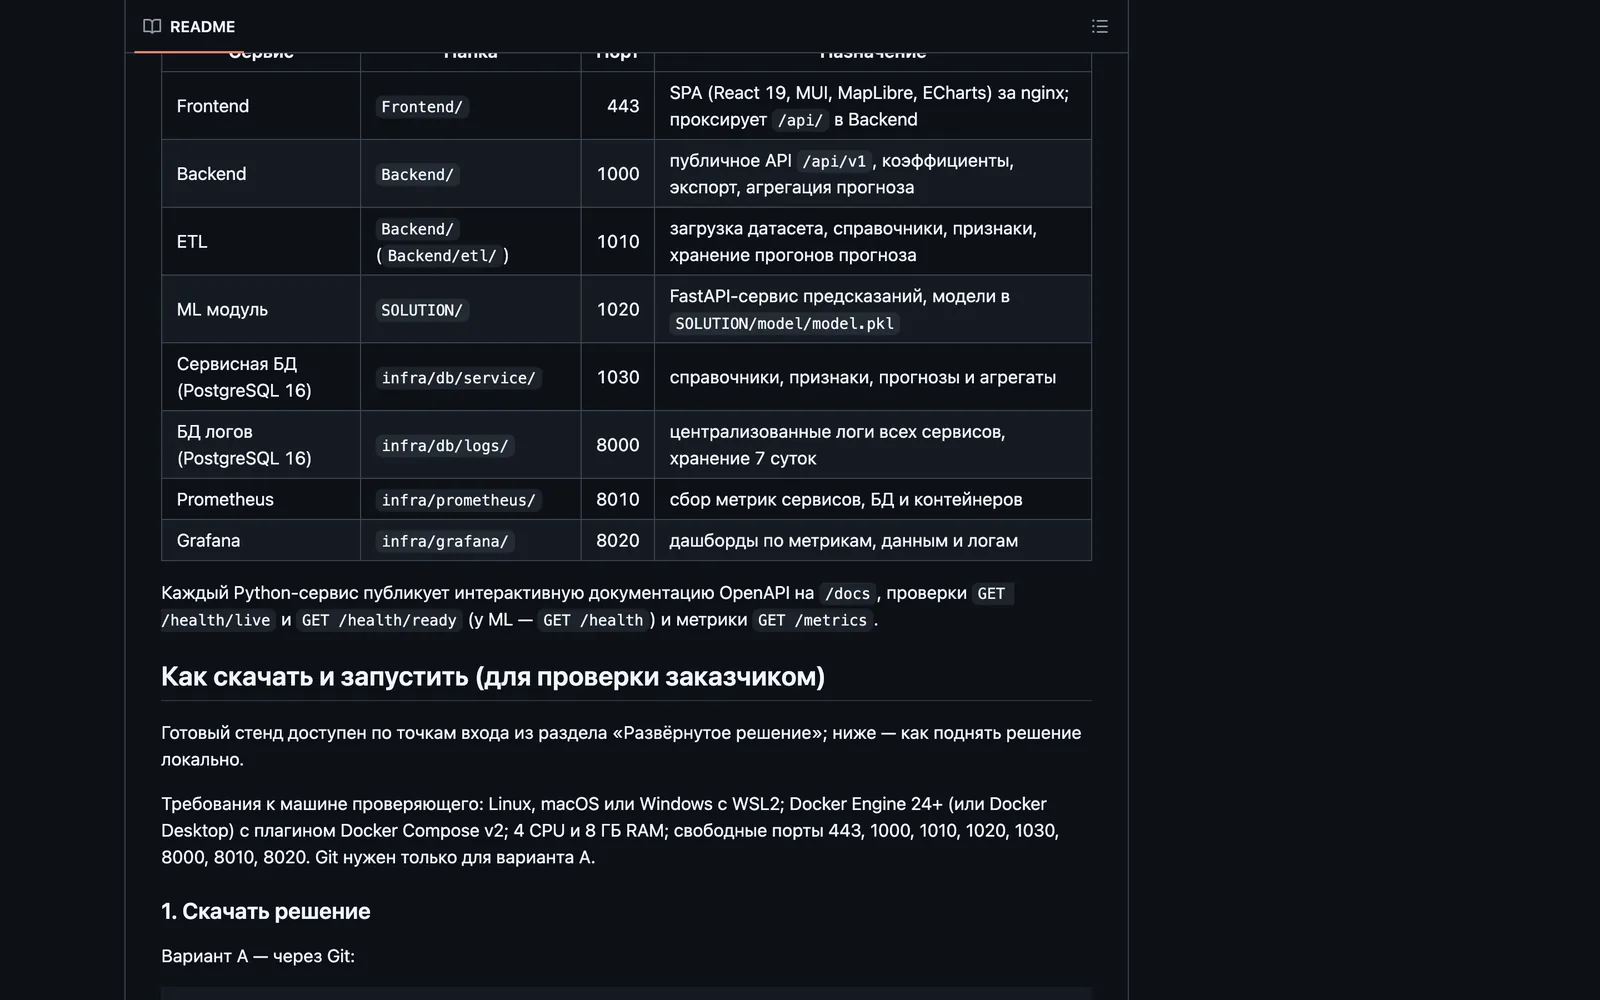 README
Сервис Папка Порт Назначение
Frontend Frontend/ 443 SPA (React 19, MUI, MapLibre, ECharts) за nginx;
проксирует /api/ в Backend
Backend Backend/ 1000 публичное API /api/v1, коэффициенты,
экспорт, агрегация прогноза
ETL Backend/ (Backend/etl/) 1010 загрузка датасета, справочники, признаки,
хранение прогонов прогноза
ML модуль SOLUTION/ 1020 FastAPI-сервис предсказаний, модели в
SOLUTION/model/model.pkl
Сервисная БД (PostgreSQL 16) infra/db/service/ 1030 справочники, признаки, прогнозы и агрегаты
БД логов (PostgreSQL 16) infra/db/logs/ 8000 централизованные логи всех сервисов,
хранение 7 суток
Prometheus infra/prometheus/ 8010 сбор метрик сервисов, БД и контейнеров
Grafana infra/grafana/ 8020 дашборды по метрикам, данным и логам
Каждый Python-сервис публикует интерактивную документацию OpenAPI на /docs, проверки GET
/health/live и GET /health/ready (у ML — GET /health) и метрики GET /metrics.
Как скачать и запустить (для проверки заказчиком)
Готовый стенд доступен по точкам входа из раздела «Развёрнутое решение»; ниже — как поднять решение
локально.
Требования к машине проверяющего: Linux, macOS или Windows с WSL2; Docker Engine 24+ (или Docker
Desktop) с плагином Docker Compose v2; 4 CPU и 8 ГБ RAM; свободные порты 443, 1000, 1010, 1020, 1030,
8000, 8010, 8020. Git нужен только для варианта А.
1. Скачать решение
Вариант А — через Git: